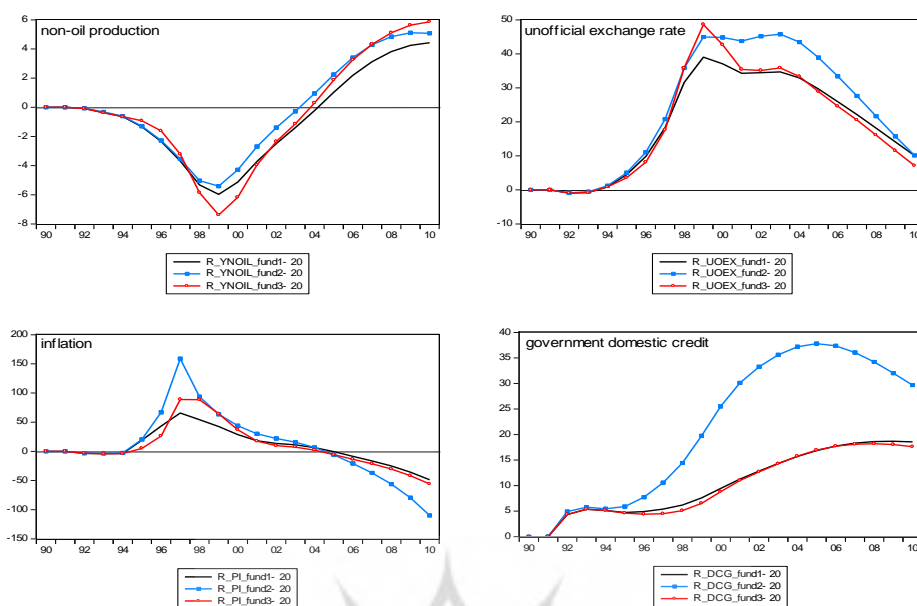 non-oil production
6
4
2
0
-2
-4
-6
-8
90 92 94 96 98 00 02 04 06 08 10
R_YNOIL_fund1- 20
R_YNOIL_fund2- 20
R_YNOIL_fund3- 20
unofficial exchange rate
50
40
30
20
10
0
-10
90 92 94 96 98 00 02 04 06 08 10
R_UOEX_fund1- 20
R_UOEX_fund2- 20
R_UOEX_fund3- 20
inflation
200
150
100
50
0
-50
-100
-150
90 92 94 96 98 00 02 04 06 08 10
R_PI_fund1- 20
R_PI_fund2- 20
R_PI_fund3- 20
government domestic credit
40
35
30
25
20
15
10
5
0
90 92 94 96 98 00 02 04 06 08 10
R_DCG_fund1- 20
R_DCG_fund2- 20
R_DCG_fund3- 20